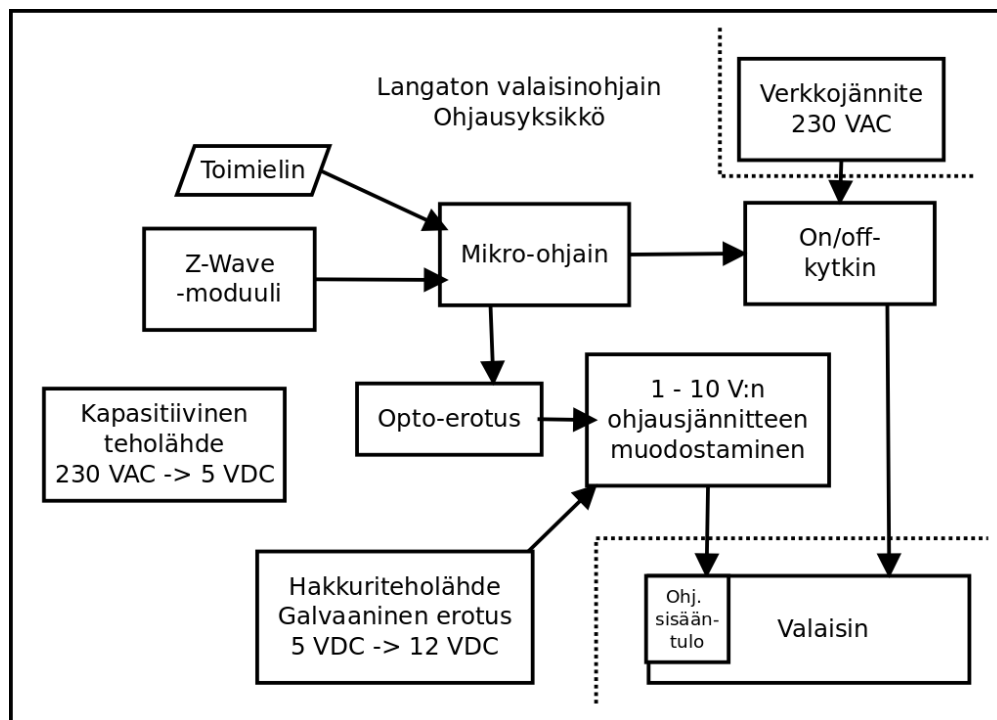 Langaton valaisinohjain
Ohjausyksikkö
Verkkojännite
230 VAC
Toimielin
Z-Wave
-moduuli
Mikro-ohjain
On/off-
kytkin
Kapasitiivinen
teholähde
230 VAC -> 5 VDC
Opto-erotus
1 - 10 V:n
ohjausjännitteen
muodostaminen
Hakkuriteholähde
Galvaaninen erotus
5 VDC -> 12 VDC
Ohj.
sisään-
tulo
Valaisin